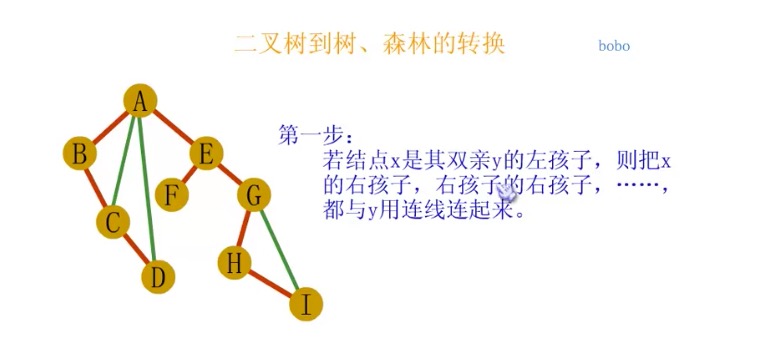 二叉树到树、森林的转换
bobo
A
B
E
F
G
C
D
H
I
第一步:
若结点x是其双亲y的左孩子，则把x
的右孩子，右孩子的右孩子，……，
都与y用连线连起来。